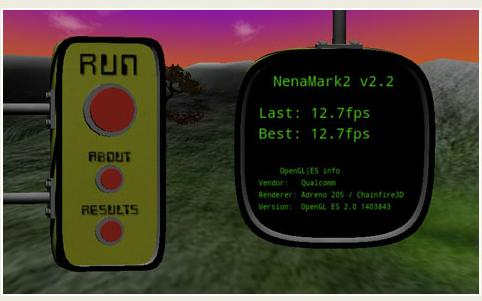 RUN
ABOUT
RESULTS
NenaMark2 v2.2
Last: 12.7fps
Best: 12.7fps
OpenGL|ES info
Vendor: Qualcomm
Renderer: Adreno 205 / Chainfire3D
Version: OpenGL ES 2.0 1403843